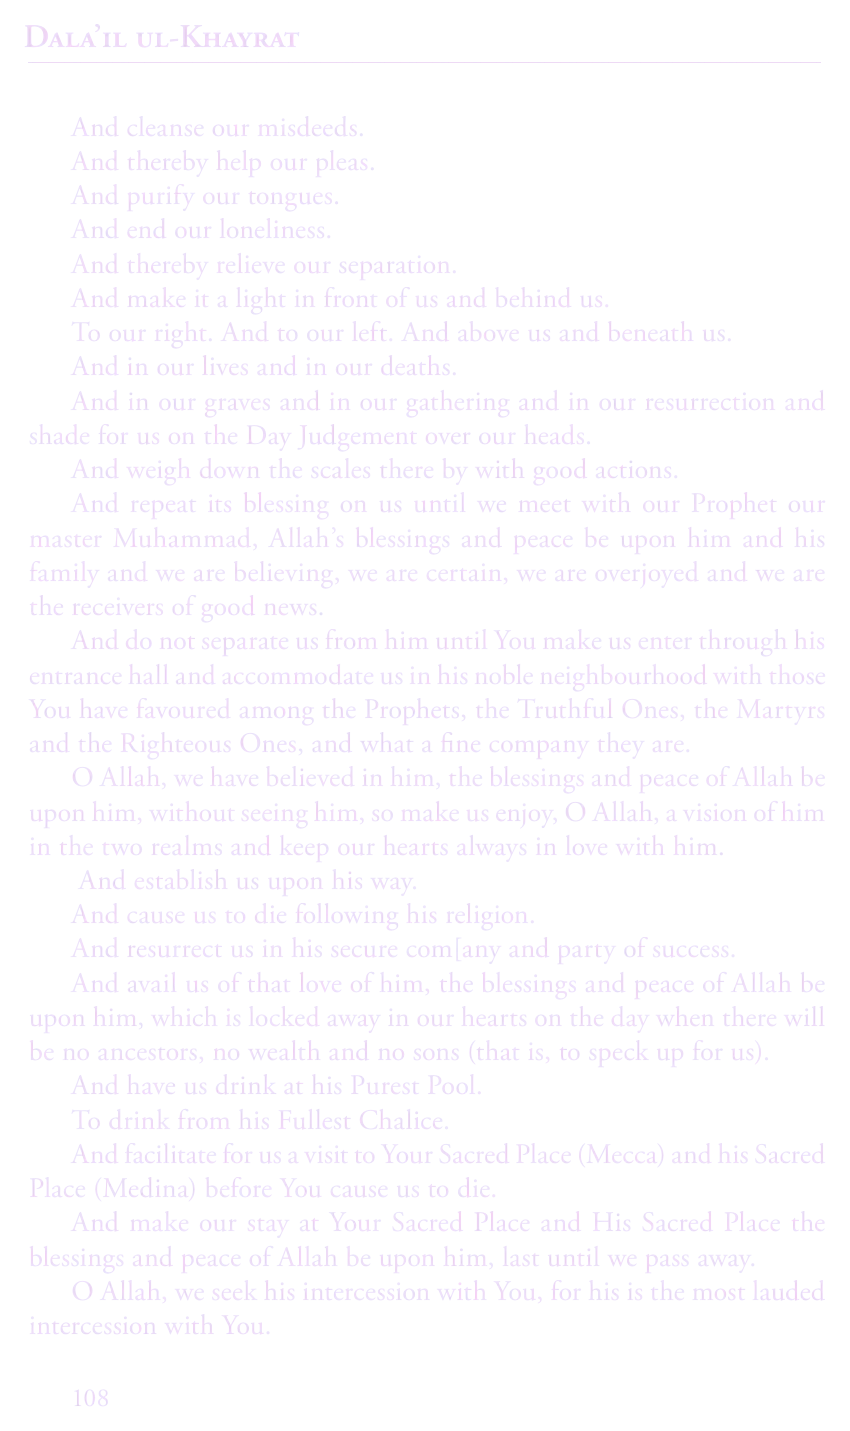 Dala’il ul-Khayrat
And cleanse our misdeeds.
And thereby help our pleas.
And purify our tongues.
And end our loneliness.
And thereby relieve our separation.
And make it a light in front of us and behind us.
To our right. And to our left. And above us and beneath us.
And in our lives and in our deaths.
And in our graves and in our gathering and in our resurrection and
shade for us on the Day Judgement over our heads.
And weigh down the scales there by with good actions.
And repeat its blessing on us until we meet with our Prophet our
master Muhammad, Allah’s blessings and peace be upon him and his
family and we are believing, we are certain, we are overjoyed and we are
the receivers of good news.
And do not separate us from him until You make us enter through his
entrance hall and accommodate us in his noble neighbourhood with those
You have favoured among the Prophets, the Truthful Ones, the Martyrs
and the Righteous Ones, and what a fine company they are.
O Allah, we have believed in him, the blessings and peace of Allah be
upon him, without seeing him, so make us enjoy, O Allah, a vision of him
in the two realms and keep our hearts always in love with him.
And establish us upon his way.
And cause us to die following his religion.
And resurrect us in his secure com[any and party of success.
And avail us of that love of him, the blessings and peace of Allah be
upon him, which is locked away in our hearts on the day when there will
be no ancestors, no wealth and no sons (that is, to speck up for us).
And have us drink at his Purest Pool.
To drink from his Fullest Chalice.
And facilitate for us a visit to Your Sacred Place (Mecca) and his Sacred
Place (Medina) before You cause us to die.
And make our stay at Your Sacred Place and His Sacred Place the
blessings and peace of Allah be upon him, last until we pass away.
O Allah, we seek his intercession with You, for his is the most lauded
intercession with You.
108